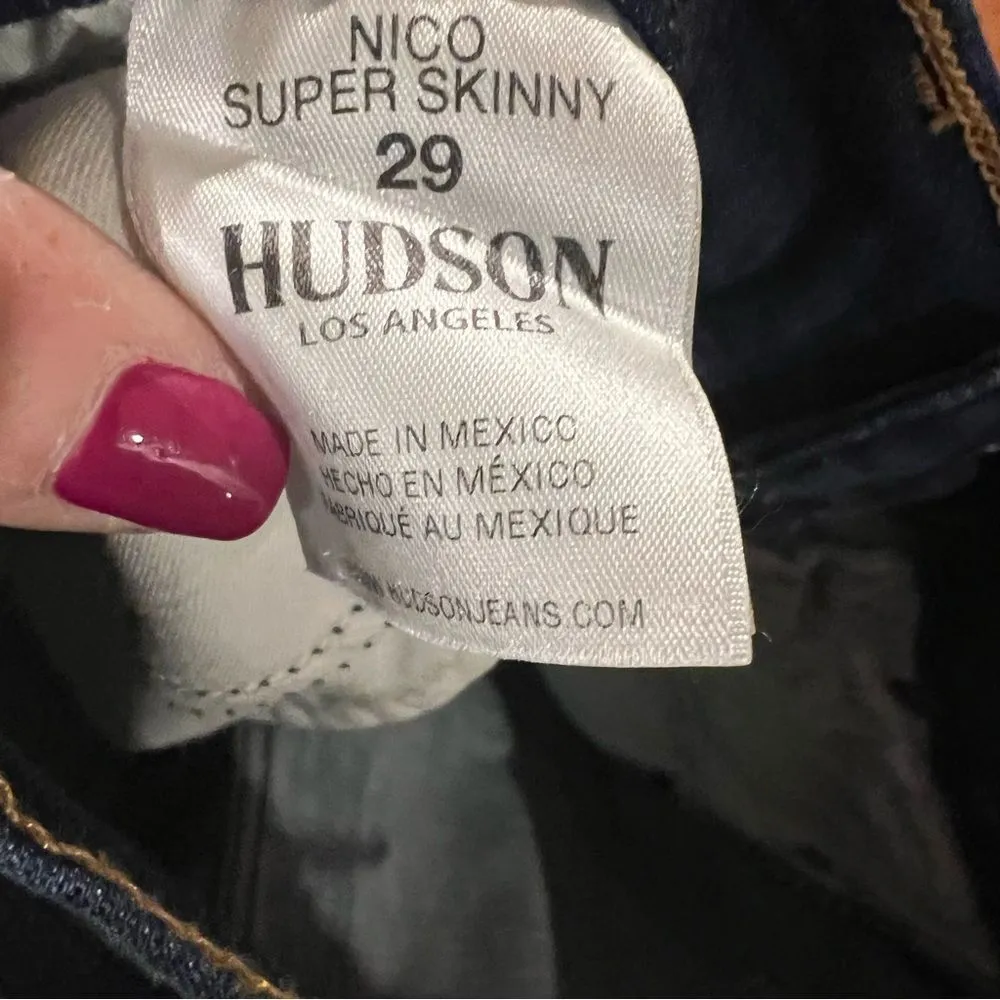 NICO
SUPER SKINNY
29
HUDSON
LOS ANGELES
MADE IN MEXICO
HECHO EN MÉXICO
FABRIQUÉ AU MEXIQUE
HUDSONJEANS.COM